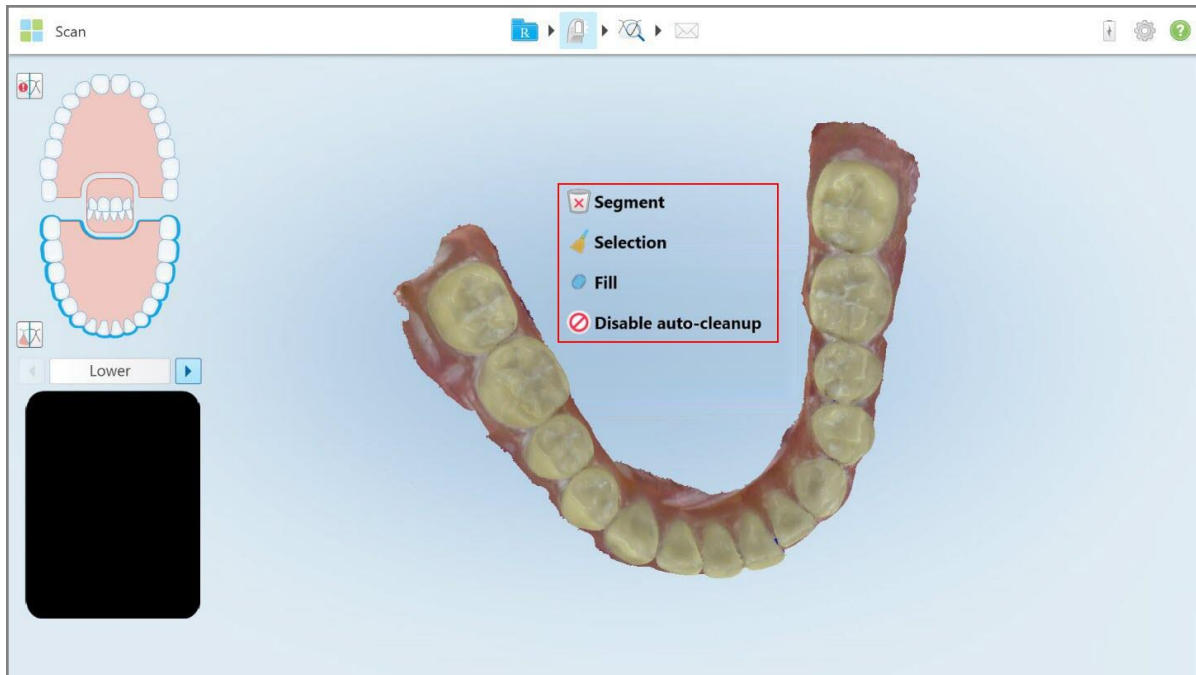 Scan
R
Segment
Selection
Fill
Disable auto-cleanup
Lower